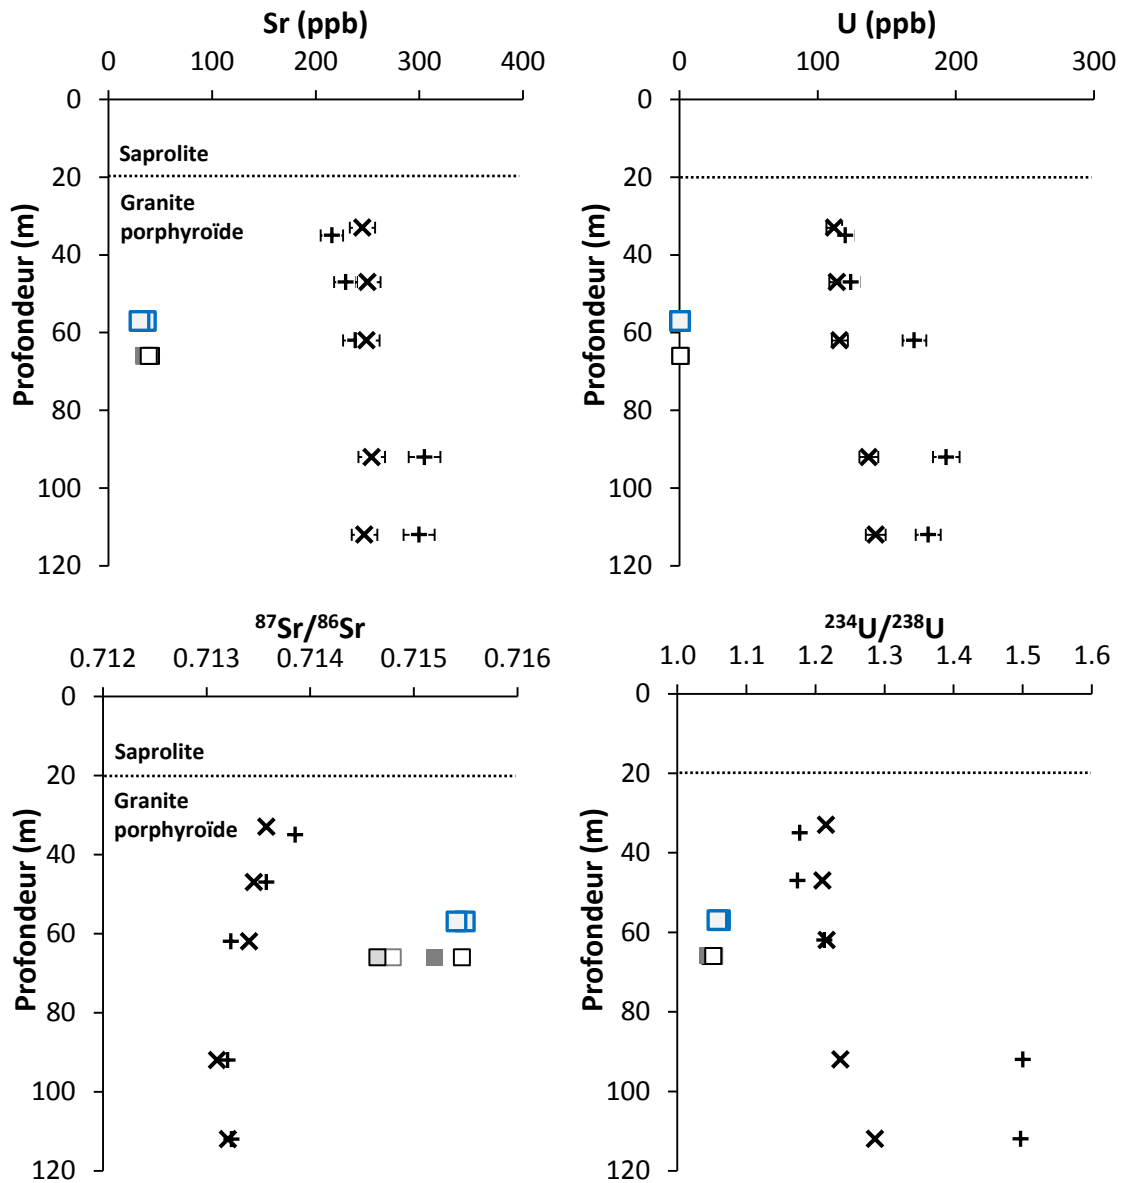 Sr (ppb)
0 100 200 300 400
0
20
40
60
80
100
120
Profondeur (m)
Saprolite
Granite
porphyroïde
U (ppb)
0 100 200 300
0
20
40
60
80
100
120
Profondeur (m)
⁸⁷Sr/⁸⁶Sr
0.712 0.713 0.714 0.715 0.716
0
20
40
60
80
100
120
Profondeur (m)
Saprolite
Granite
porphyroïde
²³⁴U/²³⁸U
1.0 1.1 1.2 1.3 1.4 1.5 1.6
0
20
40
60
80
100
120
Profondeur (m)